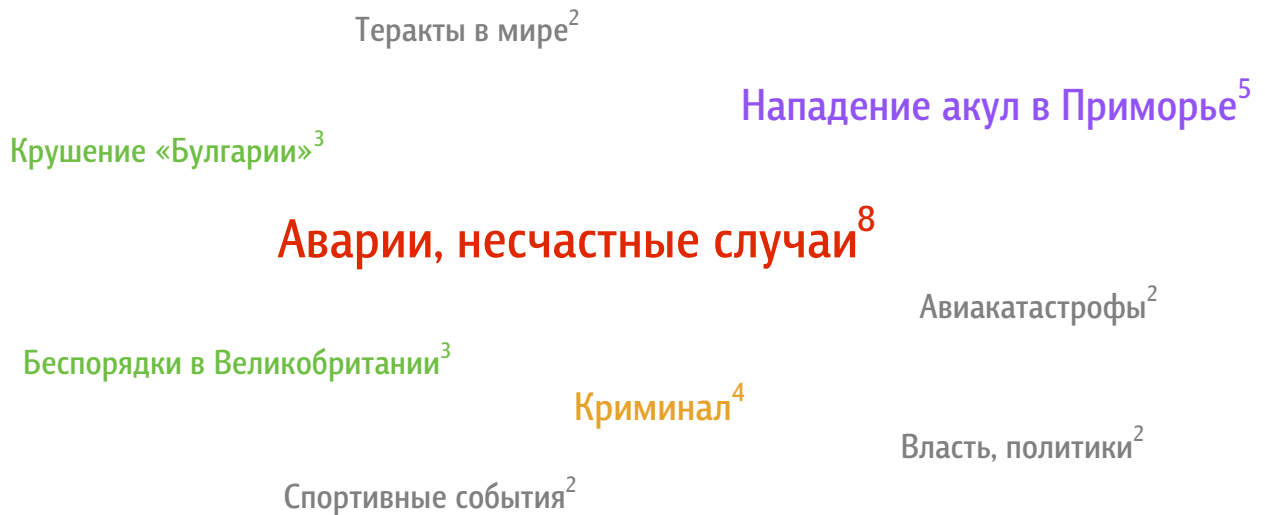 Теракты в мире²
Нападение акул в Приморье⁵
Крушение «Булгарии»³
Аварии, несчастные случаи⁸
Авиакатастрофы²
Беспорядки в Великобритании³
Криминал⁴
Власть, политики²
Спортивные события²